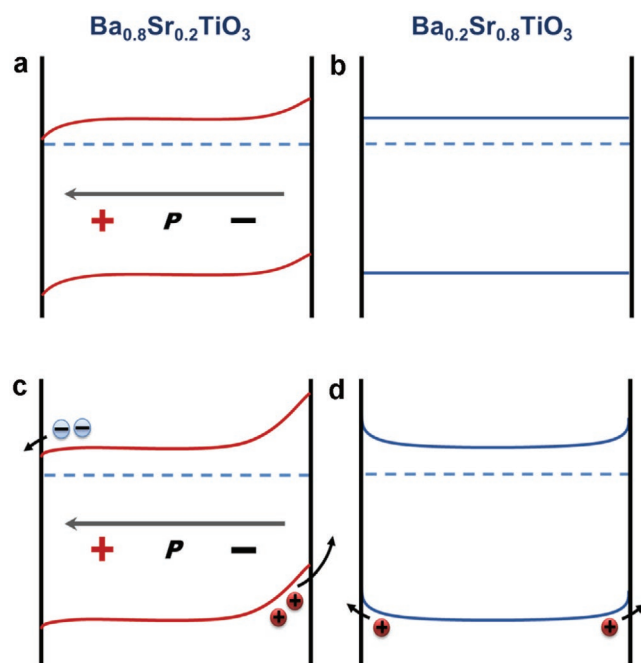 Ba₀.₈Sr₀.₂TiO₃
Ba₀.₂Sr₀.₈TiO₃
a
b
+ P −
c
d
− −
+ P −
+ +
+ +